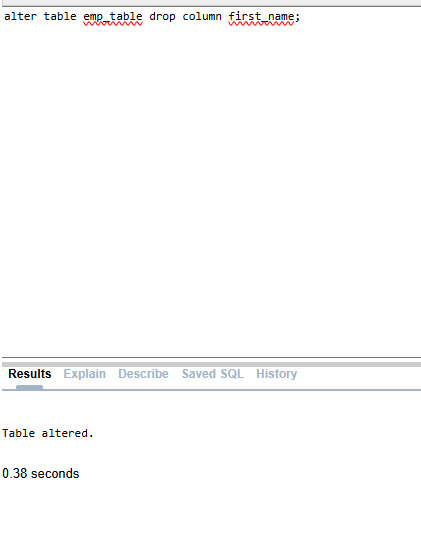 alter table emp_table drop column first_name;
Results Explain Describe Saved SQL History
Table altered.
0.38 seconds